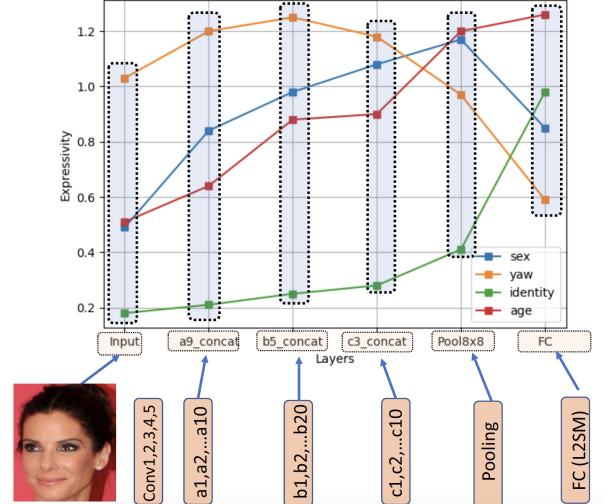 1.2
1.0
0.8
0.6
0.4
0.2
Expressivity
sex
yaw
identity
age
Input
a9_concat
b5_concat
c3_concat
Pool8x8
FC
Layers
Conv1,2,3,4,5
a1,a2,...a10
b1,b2,...b20
c1,c2,...c10
Pooling
FC (L2SM)